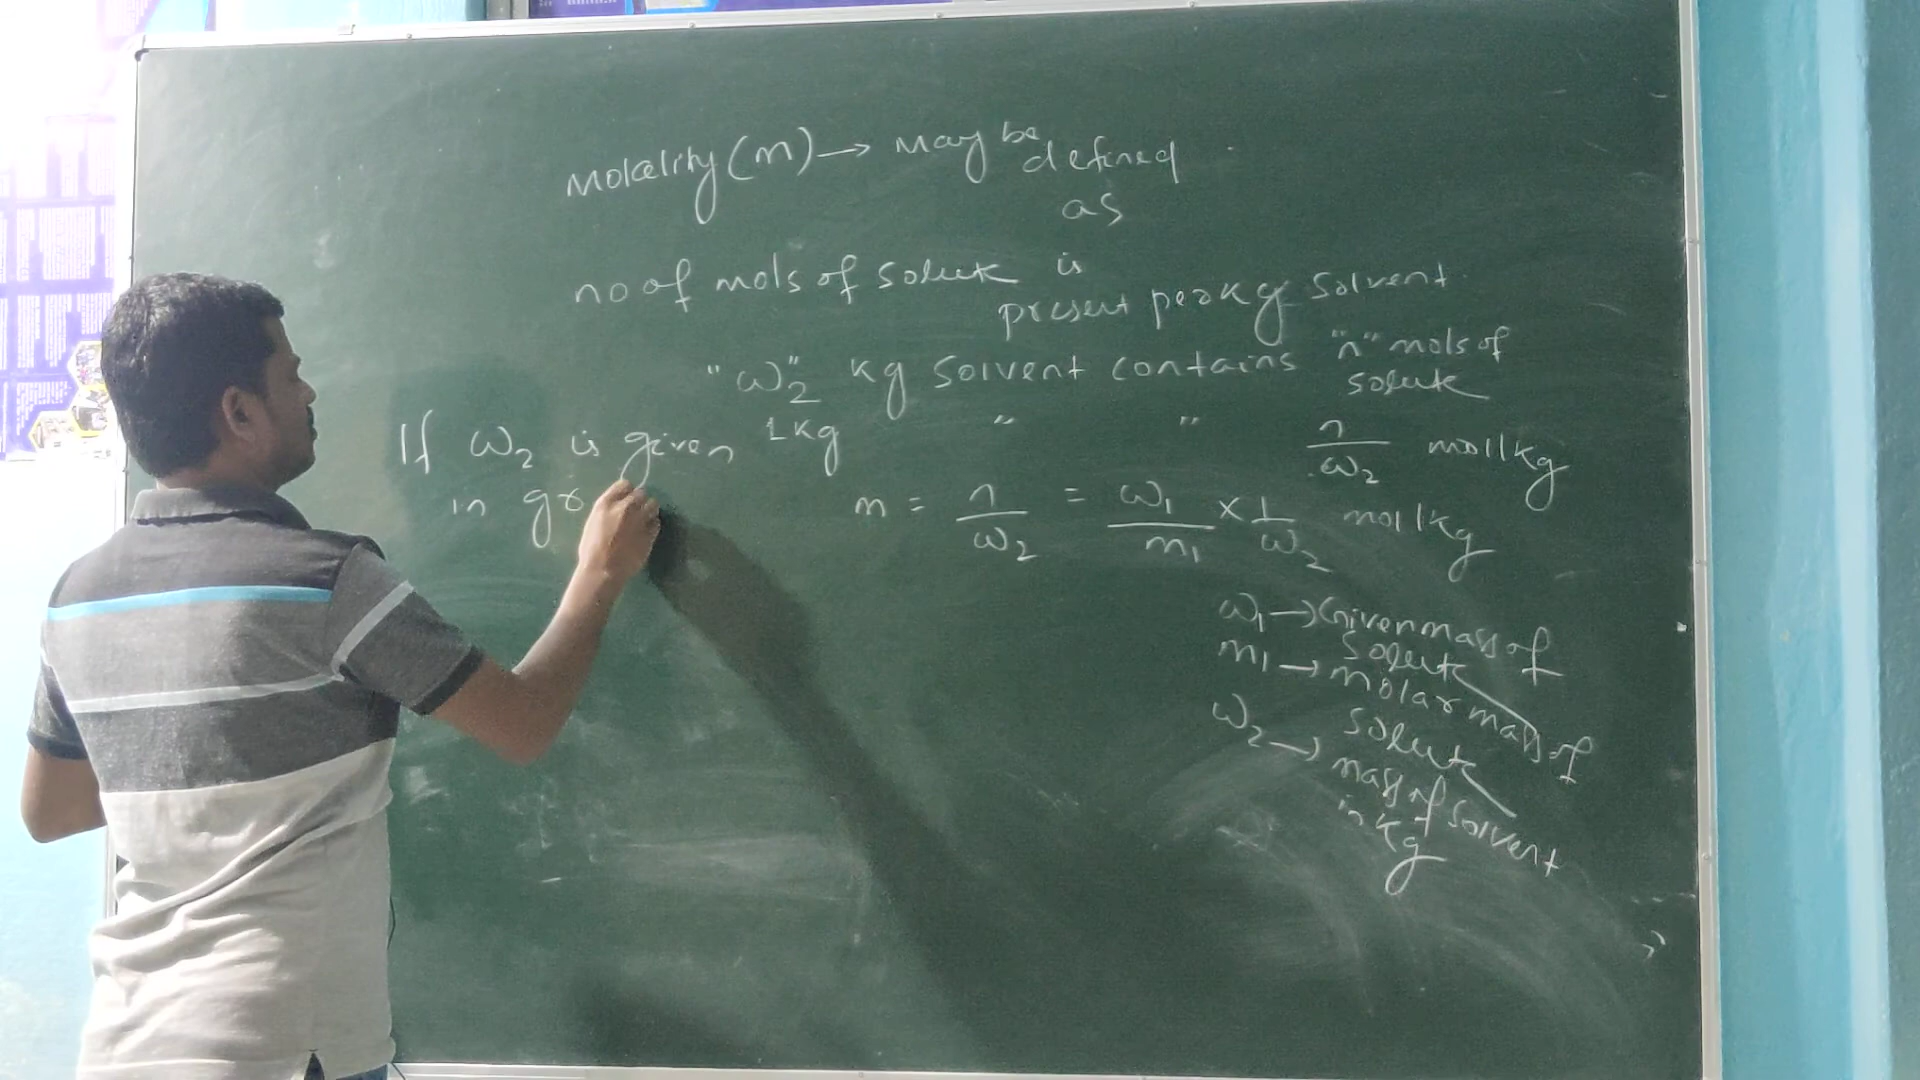 Molality (m) → may be defined
as
no of mols of solute is
present per kg solvent
"ω₂" kg solvent contains "n" mols of
solute
1kg " " n/ω₂ mol/kg
If ω₂ is given
in gr
m = n/ω₂ = ω₁/m₁ × 1/ω₂ mol/kg
ω₁ → Given mass of
solute
m₁ → molar mass of
solute
ω₂ → mass of solvent
in kg